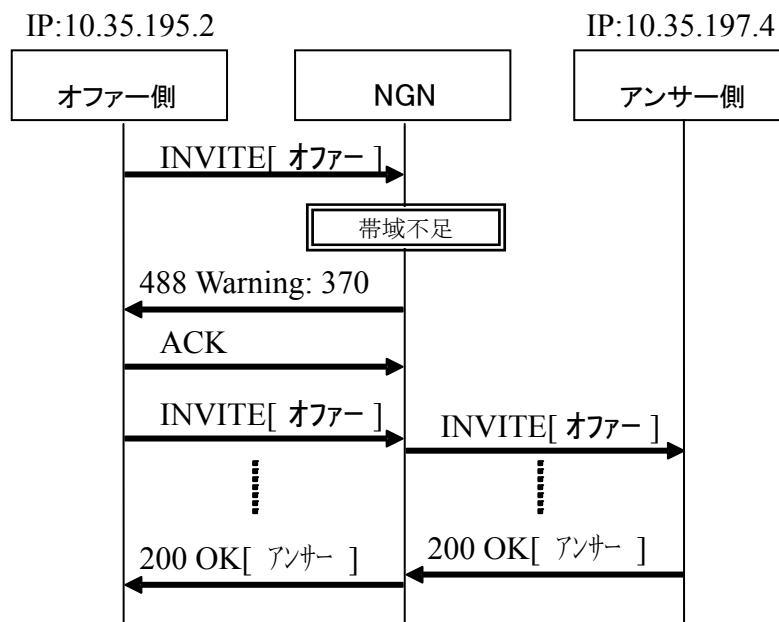 IP:10.35.195.2
IP:10.35.197.4
オファー側
NGN
アンサー側
INVITE[ オファー ]
帯域不足
488 Warning: 370
ACK
INVITE[ オファー ]
INVITE[ オファー ]
200 OK[ アンサー ]
200 OK[ アンサー ]